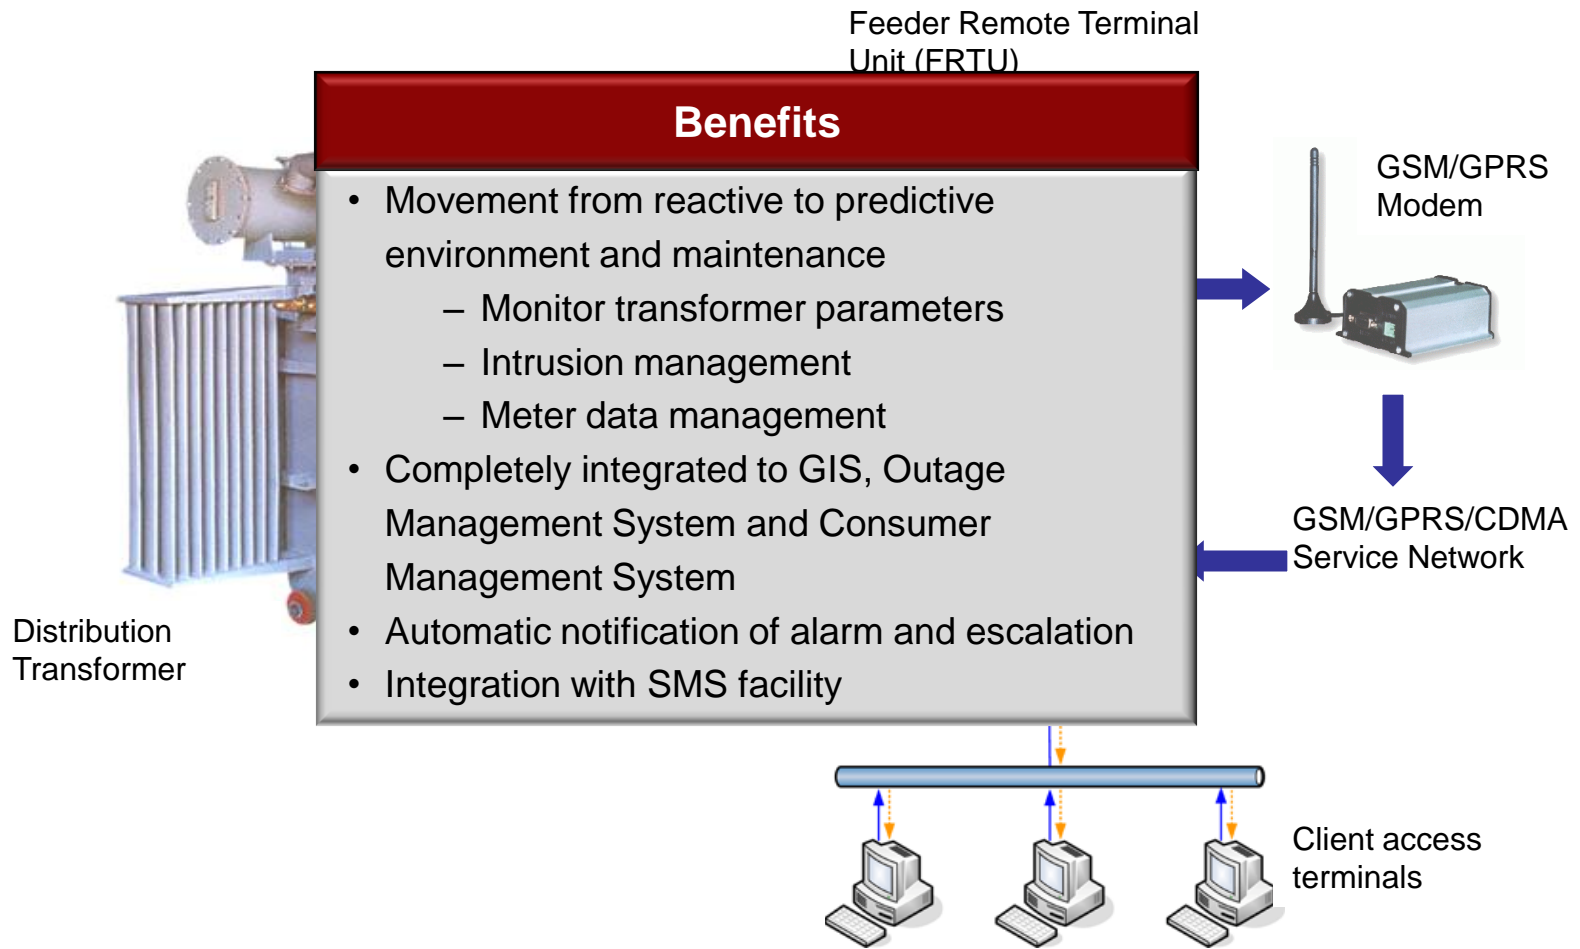 Feeder Remote Terminal
Unit (FRTU)
Benefits
• Movement from reactive to predictive
environment and maintenance
– Monitor transformer parameters
– Intrusion management
– Meter data management
• Completely integrated to GIS, Outage
Management System and Consumer
Management System
• Automatic notification of alarm and escalation
• Integration with SMS facility
GSM/GPRS
Modem
GSM/GPRS/CDMA
Service Network
Distribution
Transformer
Client access
terminals